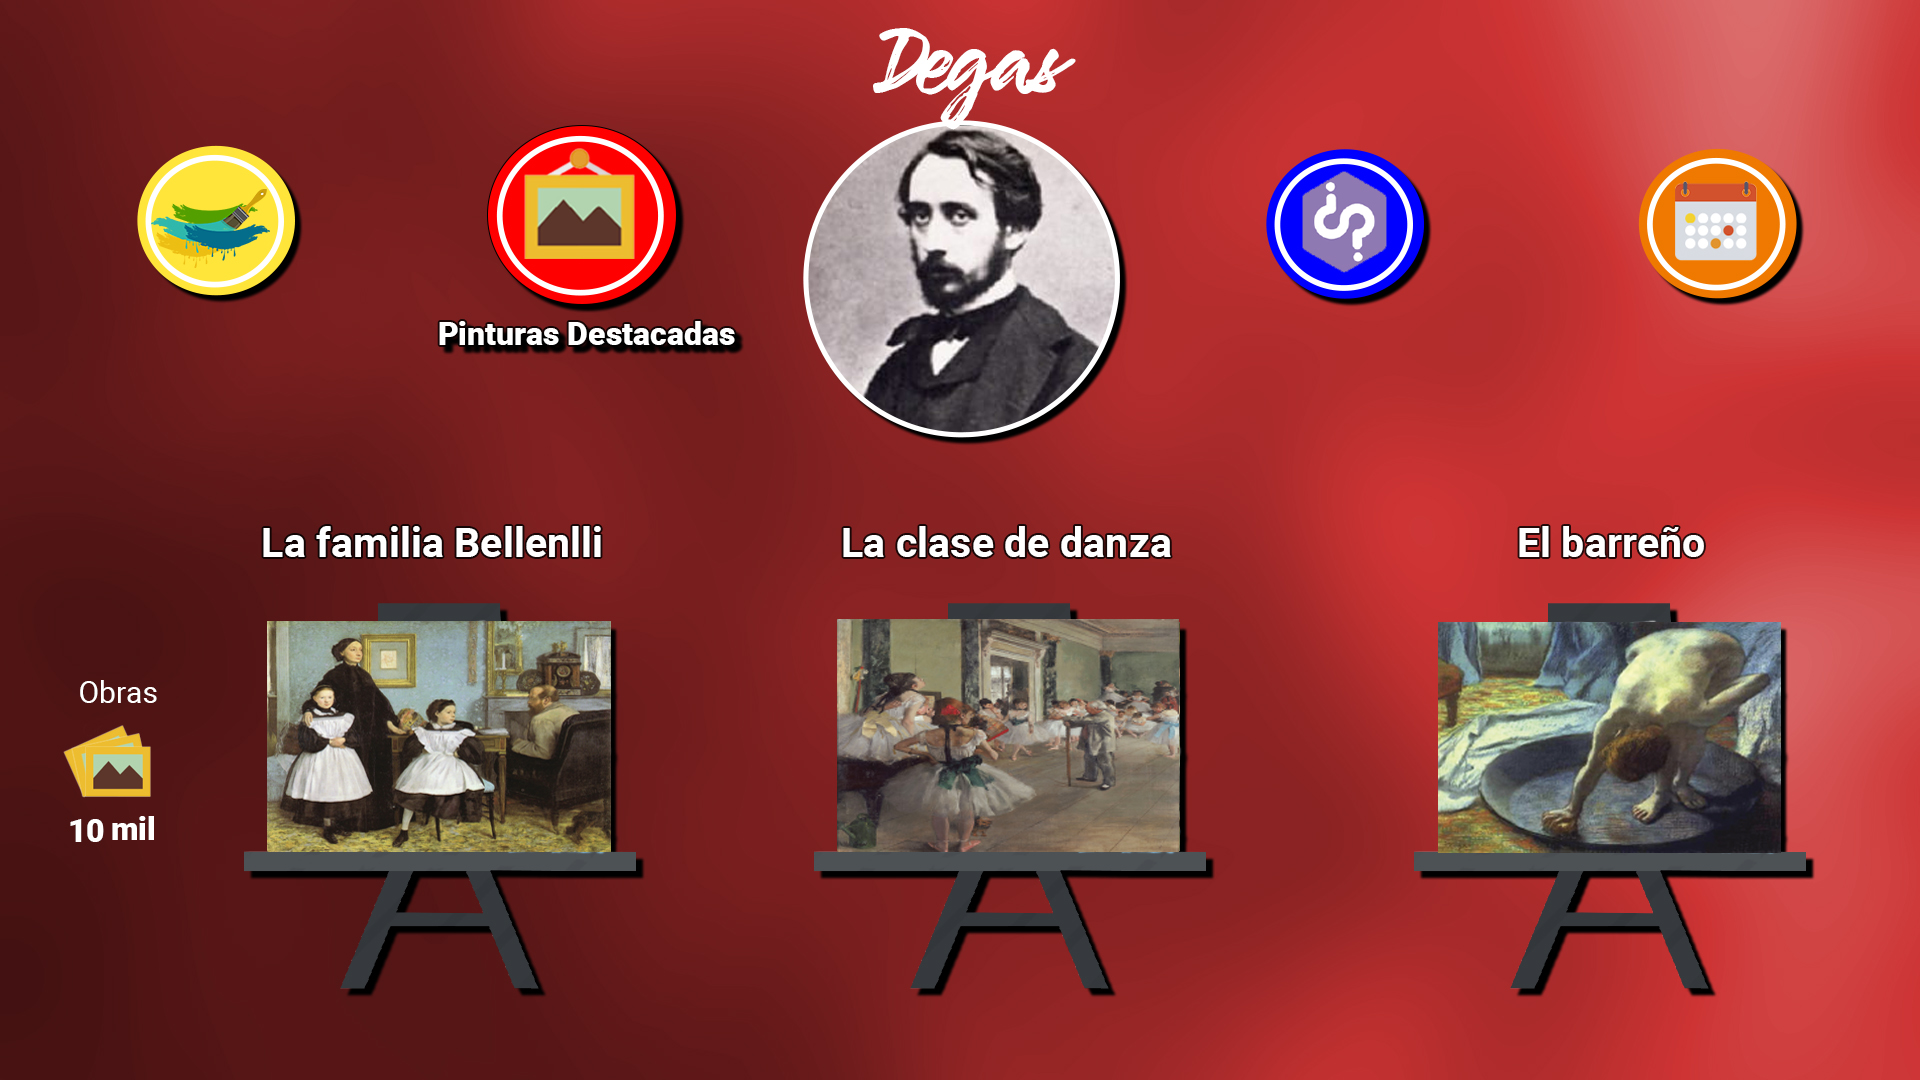 Degas
Pinturas Destacadas
La familia Bellenlli
La clase de danza
El barreño
Obras
10 mil